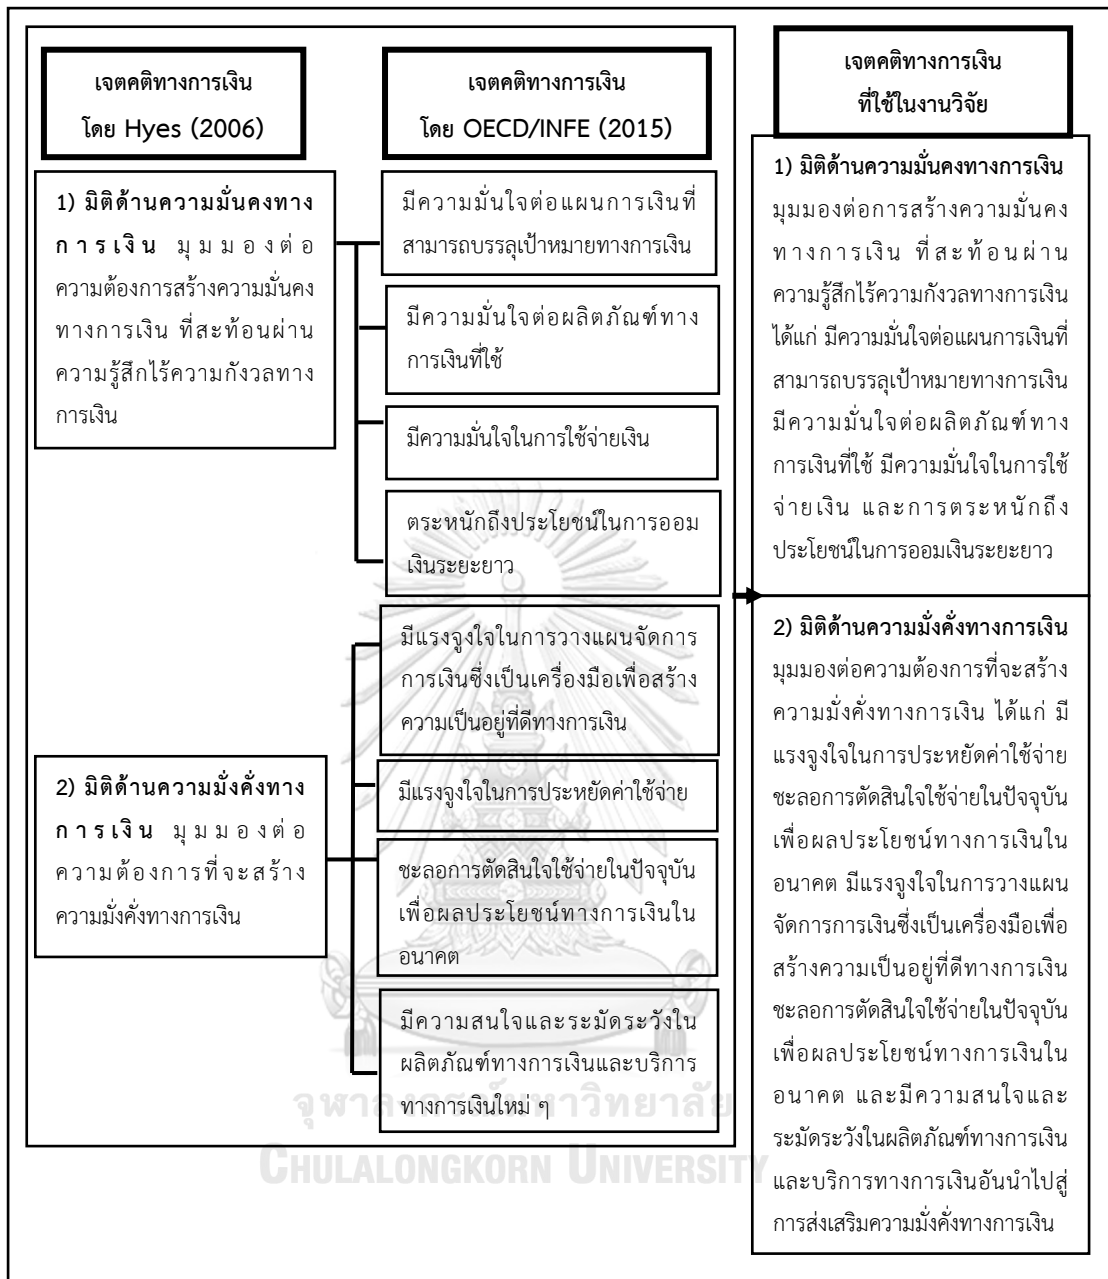 เจตคติทางการเงิน
โดย Hyes (2006)
เจตคติทางการเงิน
โดย OECD/INFE (2015)
เจตคติทางการเงิน
ที่ใช้ในงานวิจัย
1) มิติด้านความมั่นคงทาง
การเงิน มุมมองต่อ
ความต้องการสร้างความมั่นคง
ทางการเงิน ที่สะท้อนผ่าน
ความรู้สึกไร้ความกังวลทาง
การเงิน
มีความมั่นใจต่อแผนการเงินที่
สามารถบรรลุเป้าหมายทางการเงิน
มีความมั่นใจต่อผลิตภัณฑ์ทาง
การเงินที่ใช้
มีความมั่นใจในการใช้จ่ายเงิน
ตระหนักถึงประโยชน์ในการออม
เงินระยะยาว
2) มิติด้านความมั่งคั่งทาง
การเงิน มุมมองต่อ
ความต้องการที่จะสร้าง
ความมั่งคั่งทางการเงิน
มีแรงจูงใจในการวางแผนจัดการ
การเงินซึ่งเป็นเครื่องมือเพื่อสร้าง
ความเป็นอยู่ที่ดีทางการเงิน
มีแรงจูงใจในการประหยัดค่าใช้จ่าย
ชะลอการตัดสินใจใช้จ่ายในปัจจุบัน
เพื่อผลประโยชน์ทางการเงินใน
อนาคต
มีความสนใจและระมัดระวังใน
ผลิตภัณฑ์ทางการเงินและบริการ
ทางการเงินใหม่ ๆ
1) มิติด้านความมั่นคงทางการเงิน
มุมมองต่อการสร้างความมั่นคง
ทางการเงิน ที่สะท้อนผ่าน
ความรู้สึกไร้ความกังวลทางการเงิน
ได้แก่ มีความมั่นใจต่อแผนการเงินที่
สามารถบรรลุเป้าหมายทางการเงิน
มีความมั่นใจต่อผลิตภัณฑ์ทาง
การเงินที่ใช้ มีความมั่นใจในการใช้
จ่ายเงิน และการตระหนักถึง
ประโยชน์ในการออมเงินระยะยาว
2) มิติด้านความมั่งคั่งทางการเงิน
มุมมองต่อความต้องการที่จะสร้าง
ความมั่งคั่งทางการเงิน ได้แก่ มี
แรงจูงใจในการประหยัดค่าใช้จ่าย
ชะลอการตัดสินใจใช้จ่ายในปัจจุบัน
เพื่อผลประโยชน์ทางการเงินใน
อนาคต มีแรงจูงใจในการวางแผน
จัดการการเงินซึ่งเป็นเครื่องมือเพื่อ
สร้างความเป็นอยู่ที่ดีทางการเงิน
ชะลอการตัดสินใจใช้จ่ายในปัจจุบัน
เพื่อผลประโยชน์ทางการเงินใน
อนาคต และมีความสนใจและ
ระมัดระวังในผลิตภัณฑ์ทางการเงิน
และบริการทางการเงินอันนำไปสู่
การส่งเสริมความมั่งคั่งทางการเงิน
จุฬาลงกรณ์มหาวิทยาลัย
CHULALONGKORN UNIVERSITY